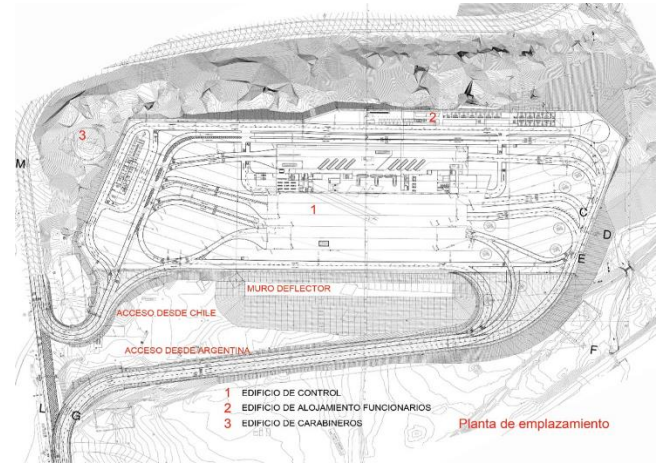 2
3
M
1
C
D
E
MURO DEFLECTOR
ACCESO DESDE CHILE
ACCESO DESDE ARGENTINA
F
L
G
1 EDIFICIO DE CONTROL
2 EDIFICIO DE ALOJAMIENTO FUNCIONARIOS
3 EDIFICIO DE CARABINEROS
Planta de emplazamiento